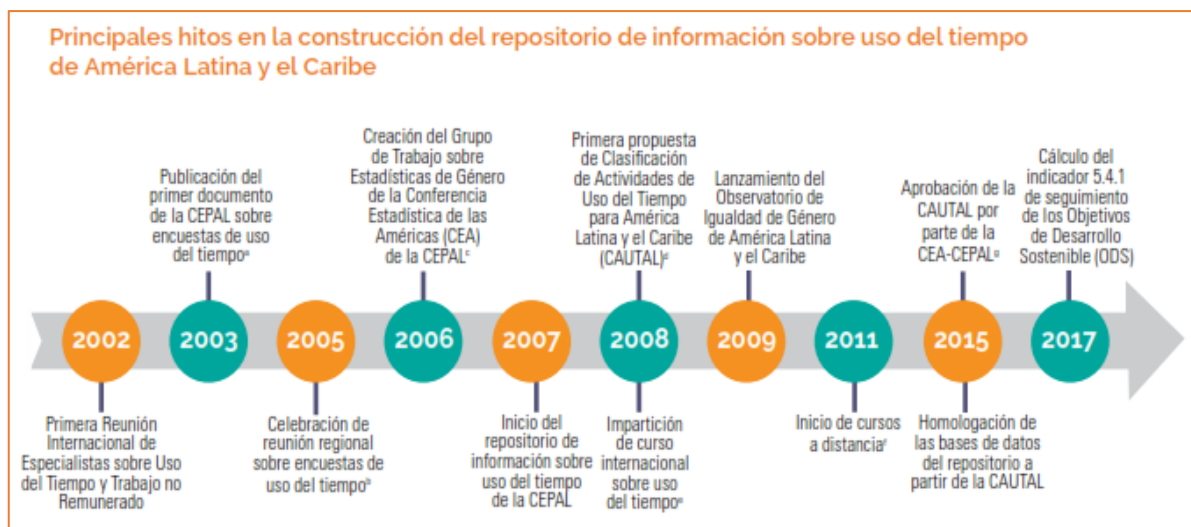 Principales hitos en la construcción del repositorio de información sobre uso del tiempo
de América Latina y el Caribe
Publicación del
primer documento
de la CEPAL sobre
encuestas de uso
del tiempoᵃ
Creación del Grupo
de Trabajo sobre
Estadísticas de Género
de la Conferencia
Estadística de las
Américas (CEA)
de la CEPALᶜ
Primera propuesta
de Clasificación
de Actividades de
Uso del Tiempo
para América
Latina y el Caribe
(CAUTAL)ᵈ
Lanzamiento del
Observatorio de
Igualdad de Género
de América Latina
y el Caribe
Aprobación de la
CAUTAL por
parte de la
CEA-CEPALᵍ
Cálculo del
indicador 5.4.1
de seguimiento
de los Objetivos
de Desarrollo
Sostenible (ODS)
2002
2003
2005
2006
2007
2008
2009
2011
2015
2017
Primera Reunión
Internacional de
Especialistas sobre Uso
del Tiempo y Trabajo no
Remunerado
Celebración de
reunión regional
sobre encuestas de
uso del tiempoᵇ
Inicio del
repositorio de
información sobre
uso del tiempo
de la CEPAL
Impartición
de curso
internacional
sobre uso
del tiempoᵉ
Inicio de cursos
a distanciaᶠ
Homologación de
las bases de datos
del repositorio a
partir de la CAUTAL